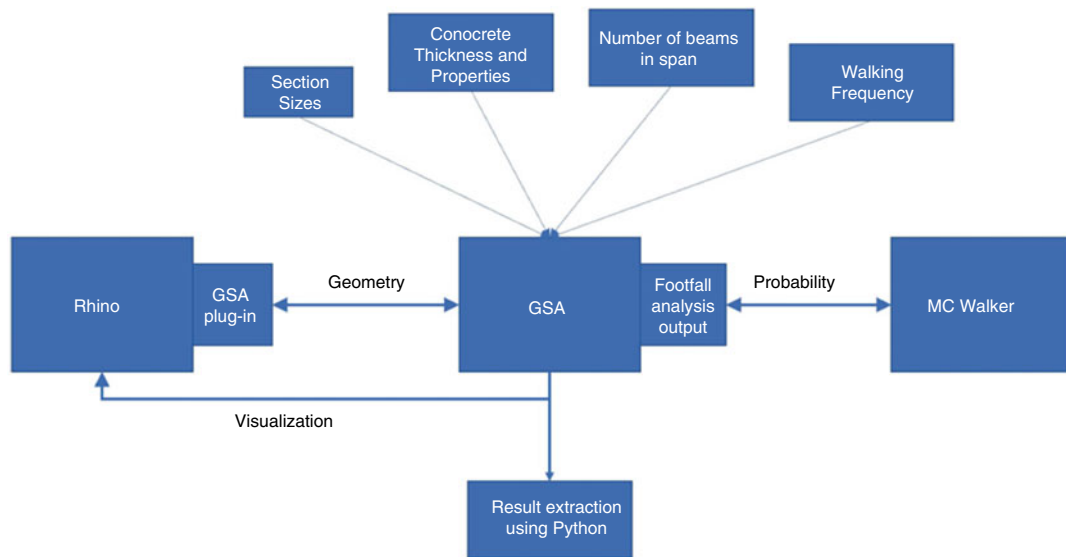 Section
Sizes
Conocrete
Thickness and
Properties
Number of beams
in span
Walking
Frequency
Rhino
GSA
plug-in
Geometry
GSA
Footfall
analysis
output
Probability
MC Walker
Visualization
Result extraction
using Python